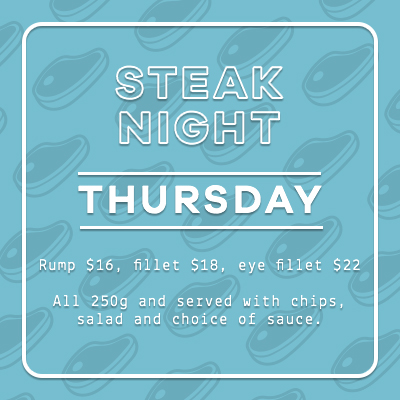 STEAK
NIGHT
THURSDAY
Rump $16, fillet $18, eye fillet $22
All 250g and served with chips,
salad and choice of sauce.